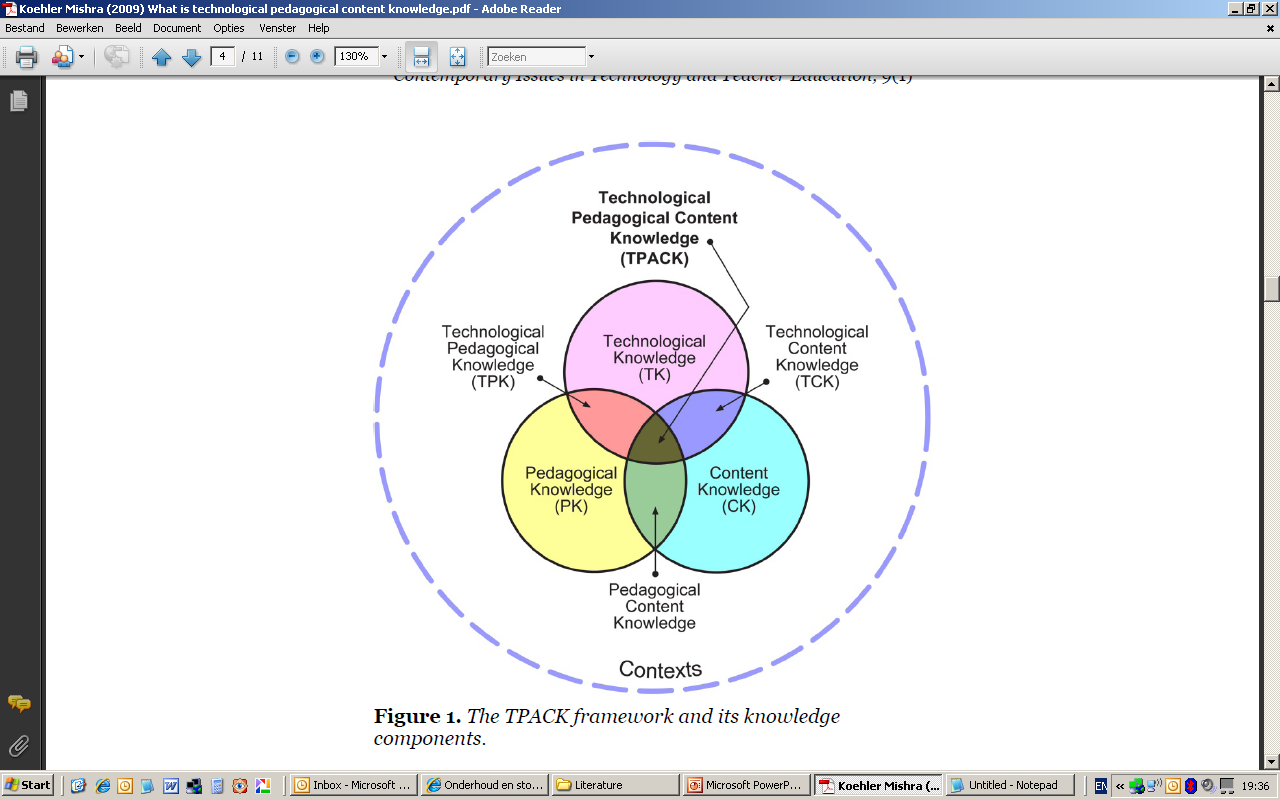 Koehler Mishra (2009) What is technological pedagogical content knowledge.pdf - Adobe Reader
Bestand Bewerken Beeld Document Opties Venster Help
4 / 11 130% Zoeken
Contemporary Issues in Technology and Teacher Education, 9(1)
Technological
Pedagogical Content
Knowledge
(TPACK)
Technological
Pedagogical
Knowledge
(TPK)
Technological
Knowledge
(TK)
Technological
Content
Knowledge
(TCK)
Pedagogical
Knowledge
(PK)
Content
Knowledge
(CK)
Pedagogical
Content
Knowledge
Contexts
Figure 1. The TPACK framework and its knowledge
components.
Start Inbox - Microsoft ... Onderhoud en sto... Literature Microsoft PowerP... Koehler Mishra (... Untitled - Notepad EN « 19:36